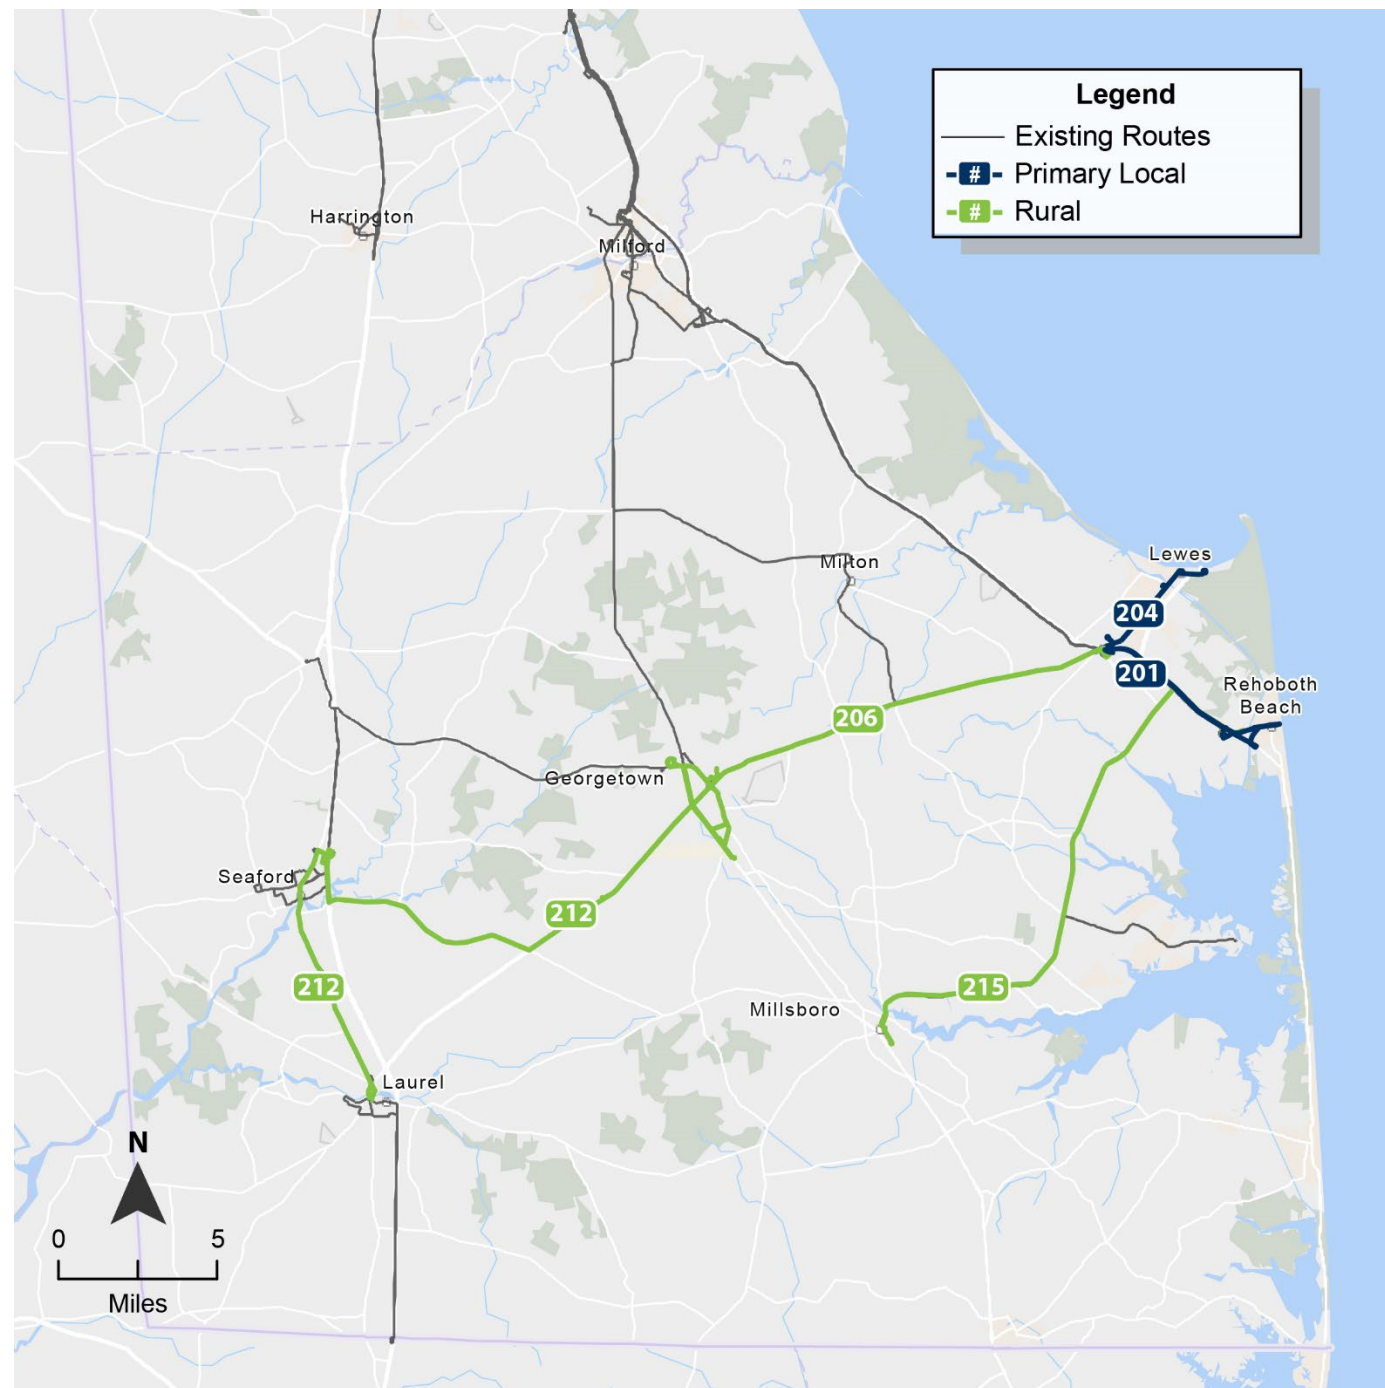 Legend
Existing Routes
# Primary Local
# Rural
Harrington
Milford
Milton
Lewes
204
201
Rehoboth
Beach
206
Georgetown
Seaford
212
212
215
Millsboro
Laurel
N
0 5
Miles